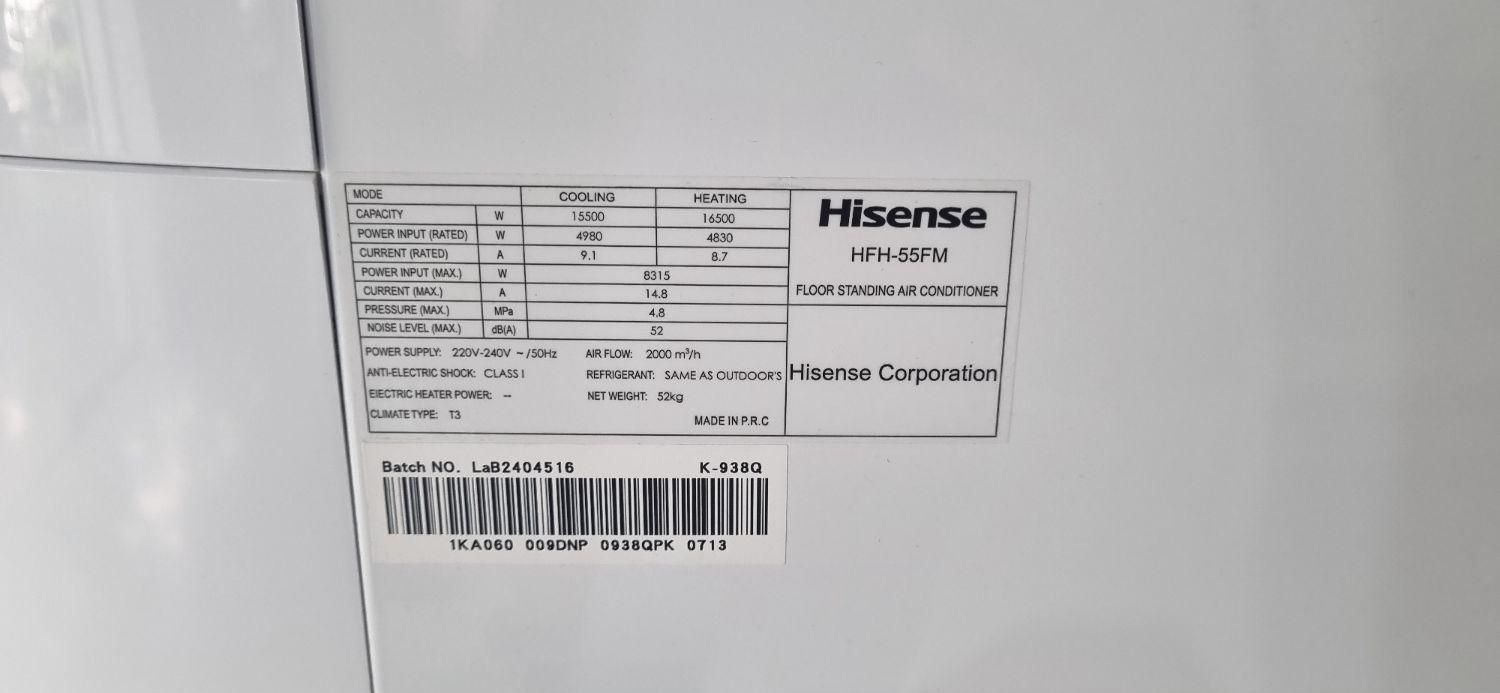 MODE COOLING HEATING
CAPACITY W 15500 16500
POWER INPUT (RATED) W 4980 4830
CURRENT (RATED) A 9.1 8.7
POWER INPUT (MAX.) W 8315
CURRENT (MAX.) A 14.8
PRESSURE (MAX.) MPa 4.8
NOISE LEVEL (MAX.) dB(A) 52
POWER SUPPLY: 220V-240V ~ /50Hz AIR FLOW: 2000 m³/h
ANTI-ELECTRIC SHOCK: CLASS I REFRIGERANT: SAME AS OUTDOOR'S
ElECTRIC HEATER POWER: -- NET WEIGHT: 52kg
CLIMATE TYPE: T3
MADE IN P.R.C
Hisense
HFH-55FM
FLOOR STANDING AIR CONDITIONER
Hisense Corporation
Batch NO. LaB2404516 K-938Q
1KA060 009DNP 0938QPK 0713